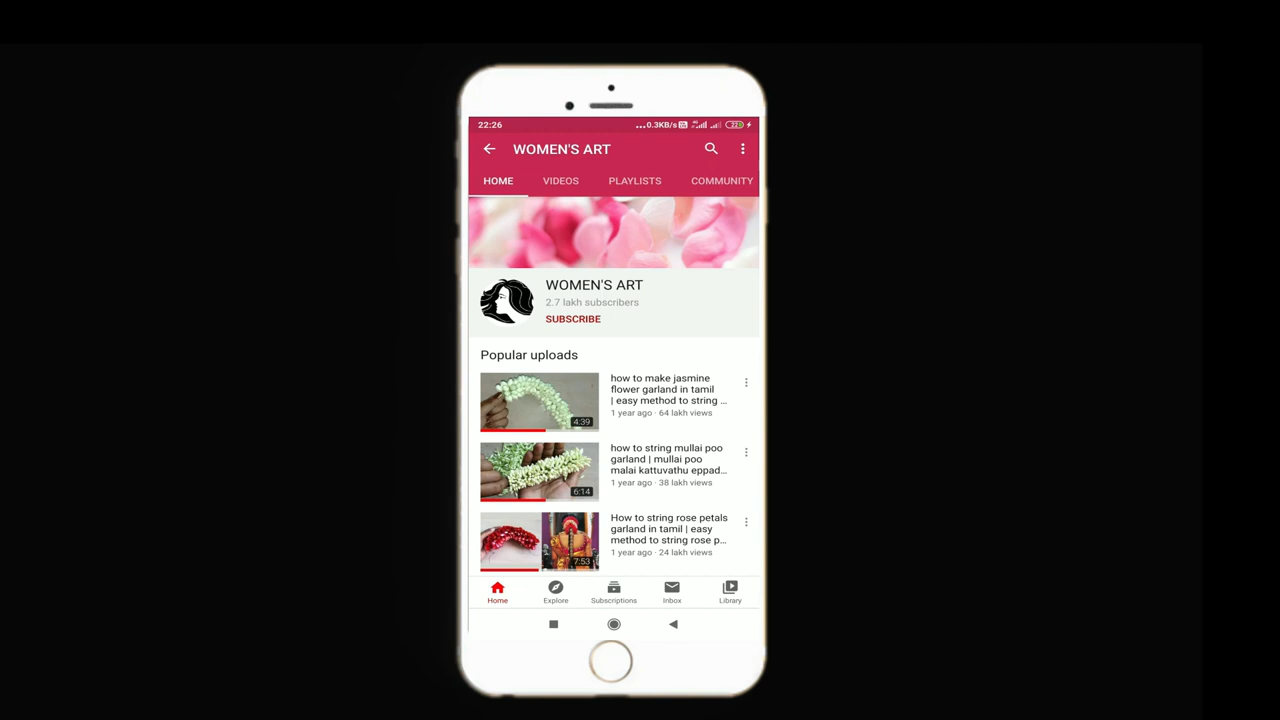 22:26
...0.3KB/s 4G 22
WOMEN'S ART
HOME VIDEOS PLAYLISTS COMMUNITY
WOMEN'S ART
2.7 lakh subscribers
SUBSCRIBE
Popular uploads
how to make jasmine
flower garland in tamil
| easy method to string ...
1 year ago · 64 lakh views
4:39
how to string mullai poo
garland | mullai poo
malai kattuvathu eppad...
1 year ago · 38 lakh views
6:14
How to string rose petals
garland in tamil | easy
method to string rose p...
1 year ago · 24 lakh views
7:53
Home Explore Subscriptions Inbox Library